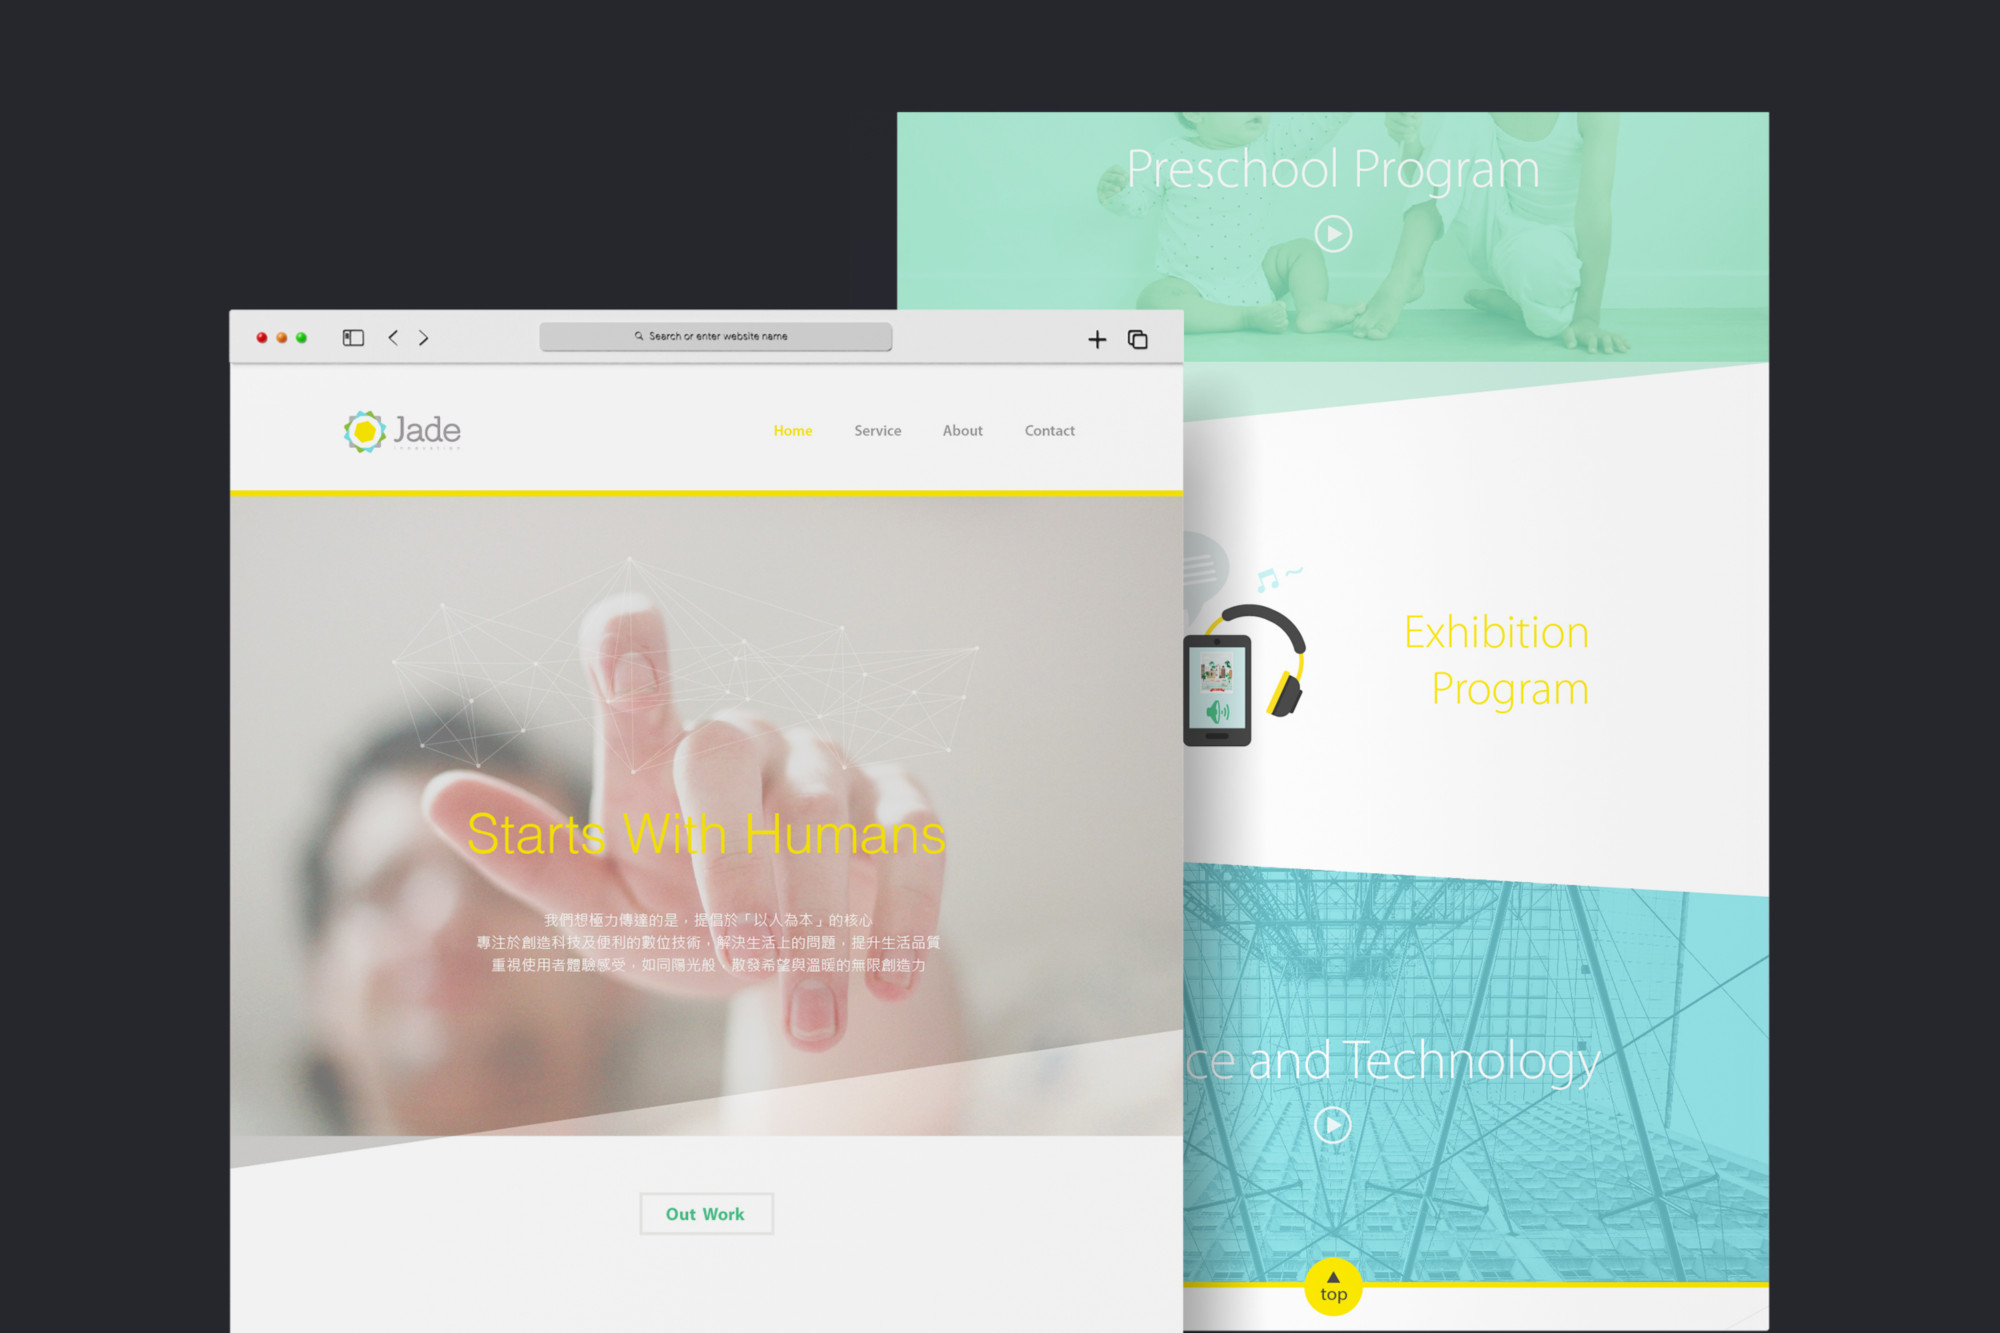 Preschool Program
Search or enter website name
Jade
innovation
Home
Service
About
Contact
Starts With Humans
我們想極力傳達的是，提倡於「以人為本」的核心
專注於創造科技及便利的數位技術，解決生活上的問題，提升生活品質
重視使用者體驗感受，如同陽光般，散發希望與溫暖的無限創造力
Out Work
Exhibition
Program
ce and Technology
top